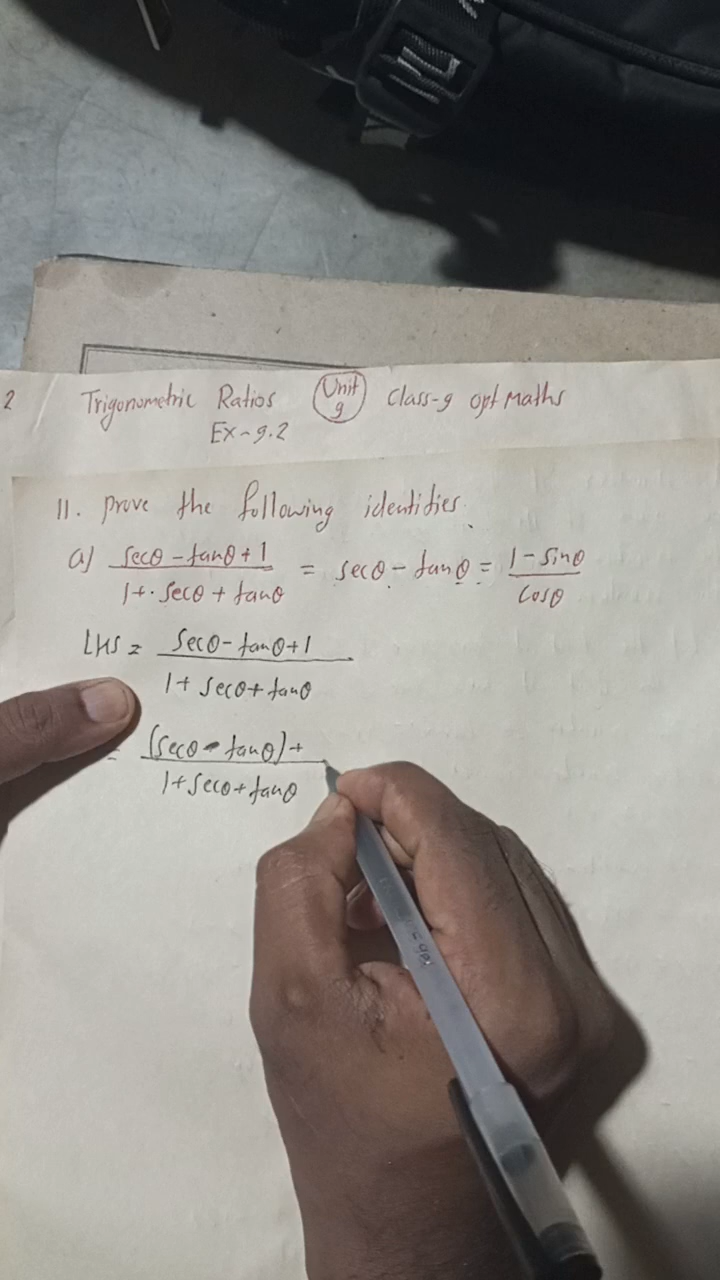 2 Trigonometric Ratios Unit 9 Class-9 opt Maths
Ex-9.2
11. prove the following identities.
a) secθ - tanθ + 1 / 1 + secθ + tanθ = secθ - tanθ = 1 - sinθ / cosθ
LHS = secθ - tanθ + 1 / 1 + secθ + tanθ
= (secθ - tanθ) + / 1 + secθ + tanθ